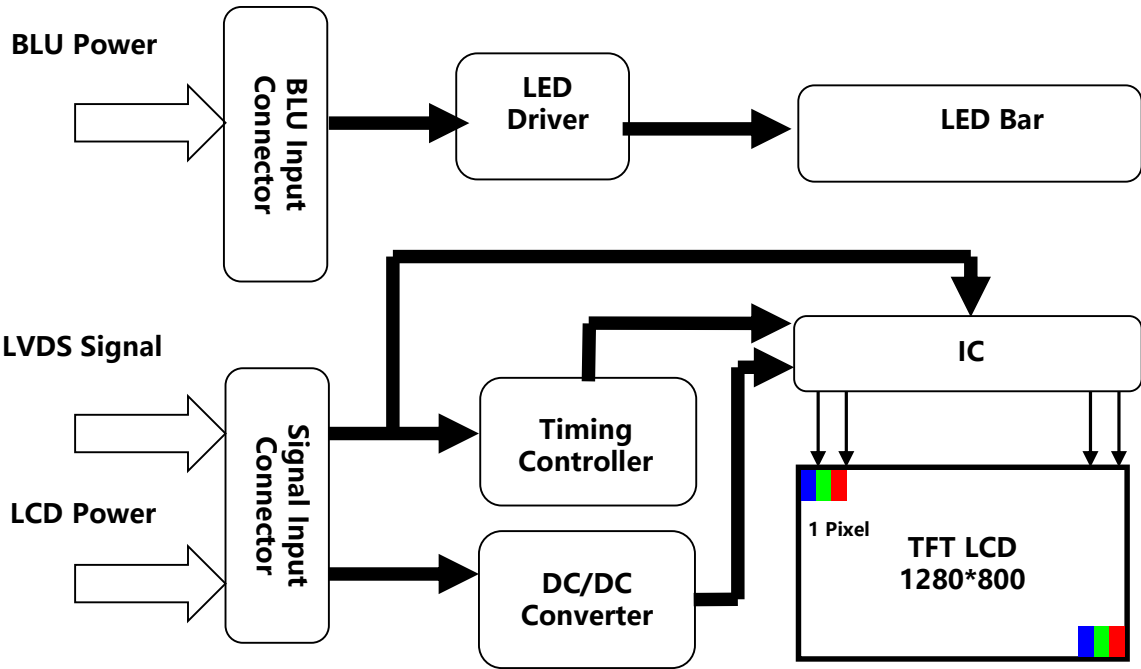 BLU Power
BLU Input
Connector
LED
Driver
LED Bar
LVDS Signal
LCD Power
Signal Input
Connector
Timing
Controller
DC/DC
Converter
IC
1 Pixel
TFT LCD
1280*800